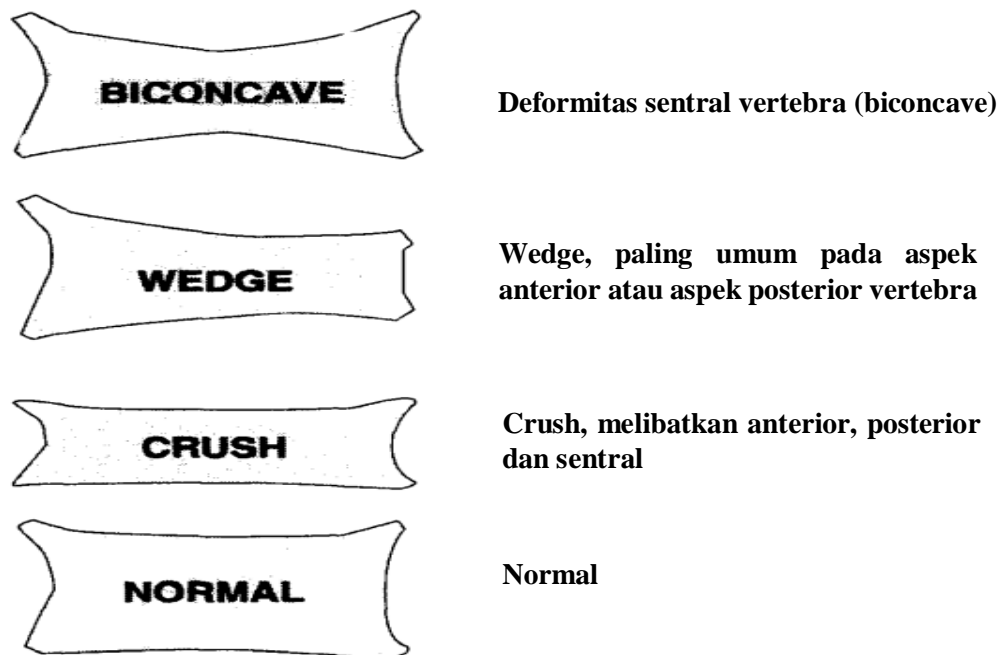 BICONCAVE
Deformitas sentral vertebra (biconcave)
WEDGE
Wedge, paling umum pada aspek
anterior atau aspek posterior vertebra
CRUSH
Crush, melibatkan anterior, posterior
dan sentral
NORMAL
Normal